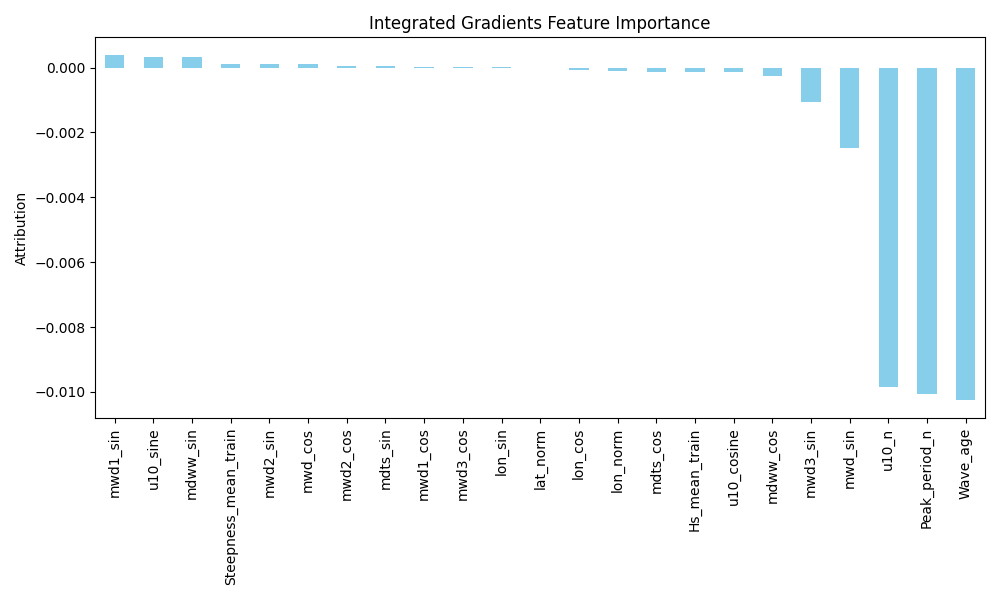 Integrated Gradients Feature Importance
Attribution
0.000
−0.002
−0.004
−0.006
−0.008
−0.010
mwd1_sin
u10_sine
mdww_sin
Steepness_mean_train
mwd2_sin
mwd_cos
mwd2_cos
mdts_sin
mwd1_cos
mwd3_cos
lon_sin
lat_norm
lon_cos
lon_norm
mdts_cos
Hs_mean_train
u10_cosine
mdww_cos
mwd3_sin
mwd_sin
u10_n
Peak_period_n
Wave_age